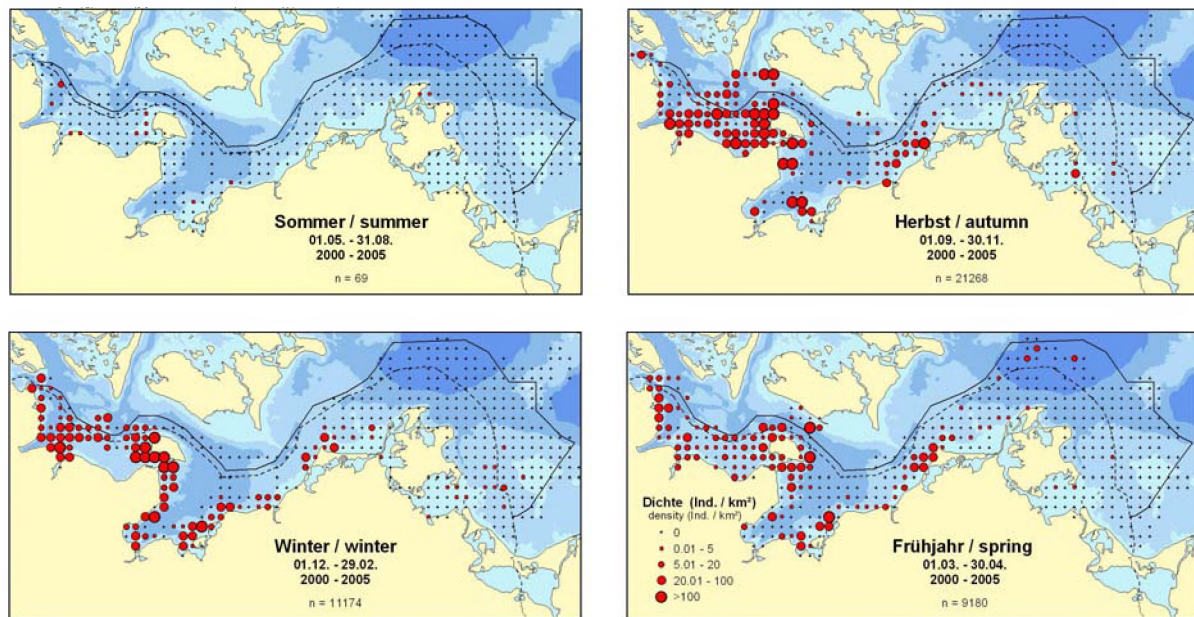 Sommer / summer
01.05. - 31.08.
2000 - 2005
n = 69
Herbst / autumn
01.09. - 30.11.
2000 - 2005
n = 21268
Winter / winter
01.12. - 29.02.
2000 - 2005
n = 11174
Dichte (Ind. / km²)
density (Ind. / km²)
0
0.01 - 5
5.01 - 20
20.01 - 100
>100
Frühjahr / spring
01.03. - 30.04.
2000 - 2005
n = 9180